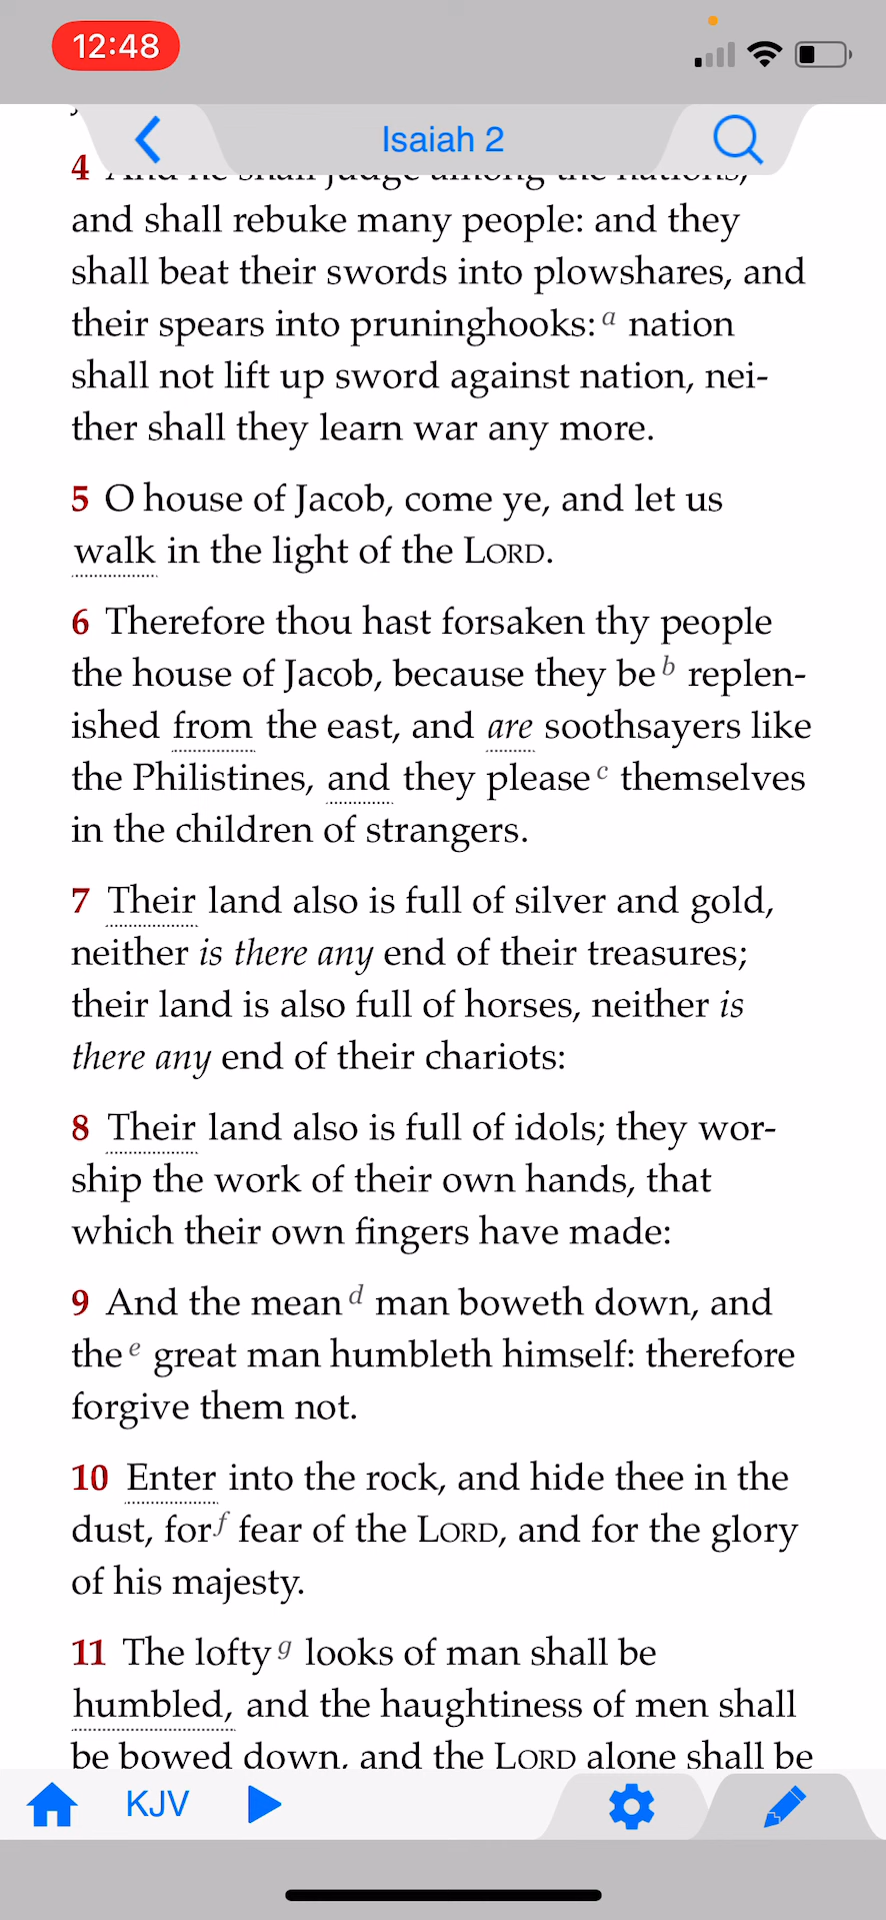 12:48
Isaiah 2
4 And he shall judge among the nations,
and shall rebuke many people: and they
shall beat their swords into plowshares, and
their spears into pruninghooks: a nation
shall not lift up sword against nation, nei-
ther shall they learn war any more.
5 O house of Jacob, come ye, and let us
walk in the light of the LORD.
6 Therefore thou hast forsaken thy people
the house of Jacob, because they be b replen-
ished from the east, and are soothsayers like
the Philistines, and they please c themselves
in the children of strangers.
7 Their land also is full of silver and gold,
neither is there any end of their treasures;
their land is also full of horses, neither is
there any end of their chariots:
8 Their land also is full of idols; they wor-
ship the work of their own hands, that
which their own fingers have made:
9 And the mean d man boweth down, and
the e great man humbleth himself: therefore
forgive them not.
10 Enter into the rock, and hide thee in the
dust, for f fear of the LORD, and for the glory
of his majesty.
11 The lofty g looks of man shall be
humbled, and the haughtiness of men shall
be bowed down, and the LORD alone shall be
KJV